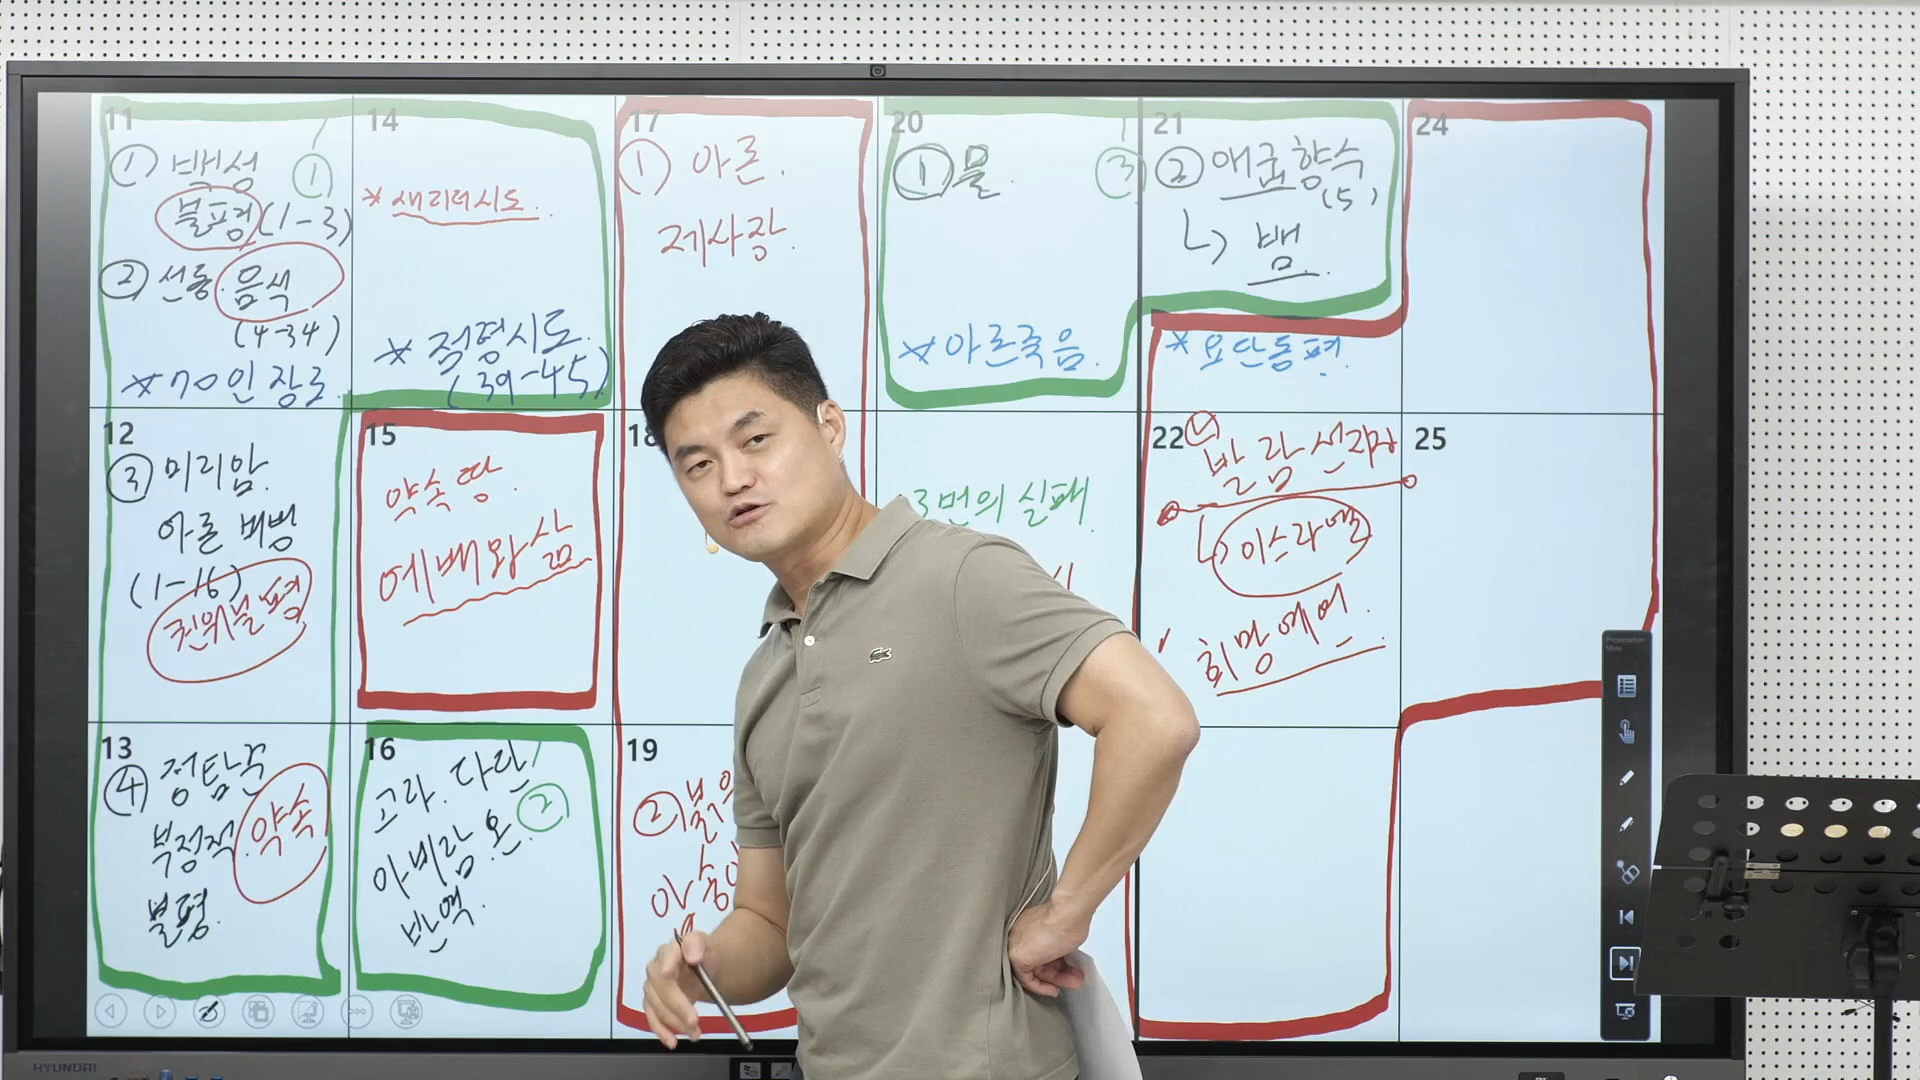 11
① 백성 ①
불평 (1-3)
② 선동 음식
(4-34)
*70인 장로.
14
*새리더시도.
*점령시도.
(39-45)
17
① 아론.
제사장.
20
①물.
*아론죽음.
③
21
② 애굽향수
(5)
↳ 뱀.
*요단동편.
24
12
③ 미리암.
아론 비방
(1-16)
권위불평
15
약속 땅.
예배와 삶
18
3번의 실패.
22
발람선지자
↳ 이스라엘
희망예언.
25
13
④ 정탐꾼
부정적. 약속
불평.
16
고라. 다단
②
아비람. 온.
반역.
19
②
HYUNDAI
Presentation
Mate